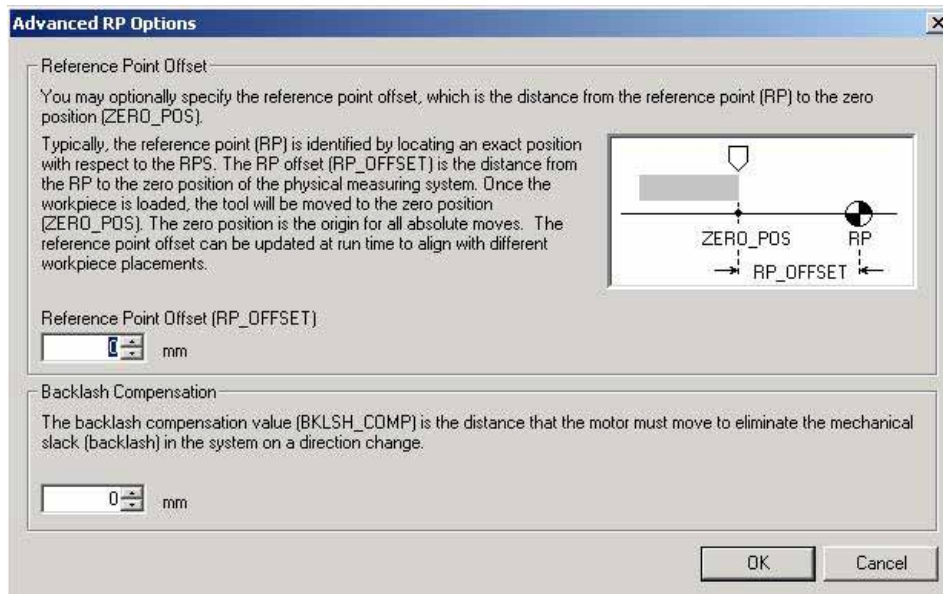 Advanced RP Options
Reference Point Offset
You may optionally specify the reference point offset, which is the distance from the reference point (RP) to the zero
position (ZERO_POS).
Typically, the reference point (RP) is identified by locating an exact position
with respect to the RPS. The RP offset (RP_OFFSET) is the distance from
the RP to the zero position of the physical measuring system. Once the
workpiece is loaded, the tool will be moved to the zero position
(ZERO_POS). The zero position is the origin for all absolute moves. The
reference point offset can be updated at run time to align with different
workpiece placements.
ZERO_POS RP
RP_OFFSET
Reference Point Offset (RP_OFFSET)
0 mm
Backlash Compensation
The backlash compensation value (BKLSH_COMP) is the distance that the motor must move to eliminate the mechanical
slack (backlash) in the system on a direction change.
0 mm
OK Cancel